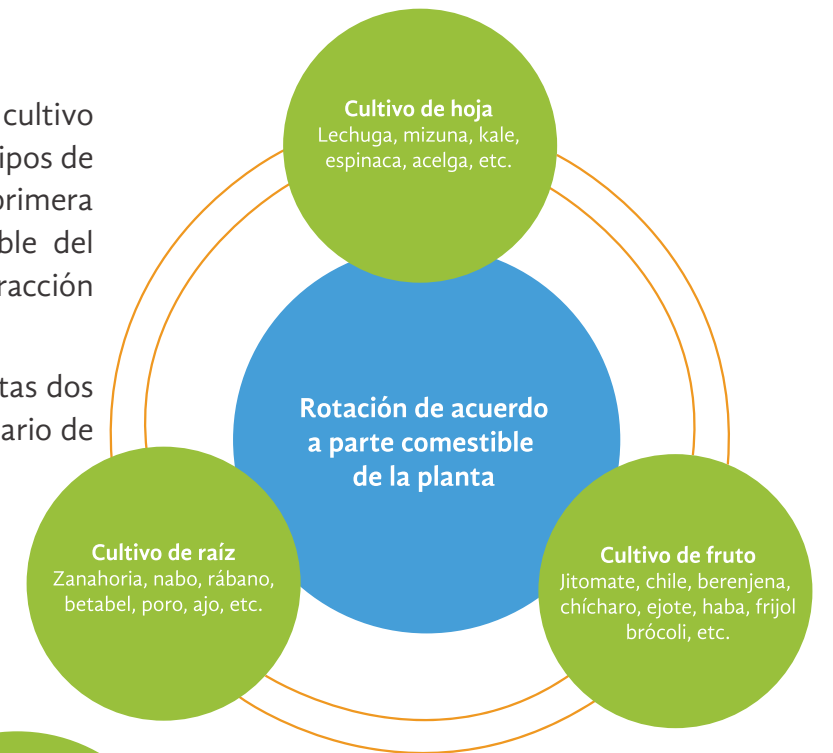 cultivo
ipos de
primera
ble del
racción
tas dos
ario de
Cultivo de hoja
Lechuga, mizuna, kale,
espinaca, acelga, etc.
Rotación de acuerdo
a parte comestible
de la planta
Cultivo de raíz
Zanahoria, nabo, rábano,
betabel, poro, ajo, etc.
Cultivo de fruto
Jitomate, chile, berenjena,
chícharo, ejote, haba, frijol
brócoli, etc.